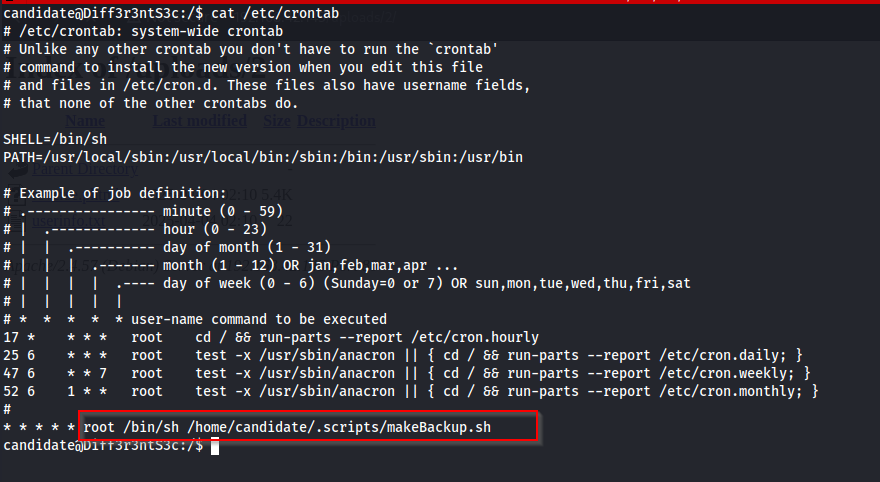 candidate@Diff3r3ntS3c:/$ cat /etc/crontab
# /etc/crontab: system-wide crontab
# Unlike any other crontab you don't have to run the `crontab'
# command to install the new version when you edit this file
# and files in /etc/cron.d. These files also have username fields,
# that none of the other crontabs do.
Name Last modified Size Description
SHELL=/bin/sh
PATH=/usr/local/sbin:/usr/local/bin:/sbin:/bin:/usr/sbin:/usr/bin
Parent Directory
# Example of job definition:
# .---------------- minute (0 - 59)
# |  .------------- hour (0 - 23)
# |  |  .---------- day of month (1 - 31)
# |  |  |  .------- month (1 - 12) OR jan,feb,mar,apr ...
# |  |  |  |  .---- day of week (0 - 6) (Sunday=0 or 7) OR sun,mon,tue,wed,thu,fri,sat
# |  |  |  |  |
# *  *  *  *  * user-name command to be executed
17 *    * * *   root    cd / && run-parts --report /etc/cron.hourly
25 6    * * *   root    test -x /usr/sbin/anacron || { cd / && run-parts --report /etc/cron.daily; }
47 6    * * 7   root    test -x /usr/sbin/anacron || { cd / && run-parts --report /etc/cron.weekly; }
52 6    1 * *   root    test -x /usr/sbin/anacron || { cd / && run-parts --report /etc/cron.monthly; }
#
* * * * * root /bin/sh /home/candidate/.scripts/makeBackup.sh
candidate@Diff3r3ntS3c:/$